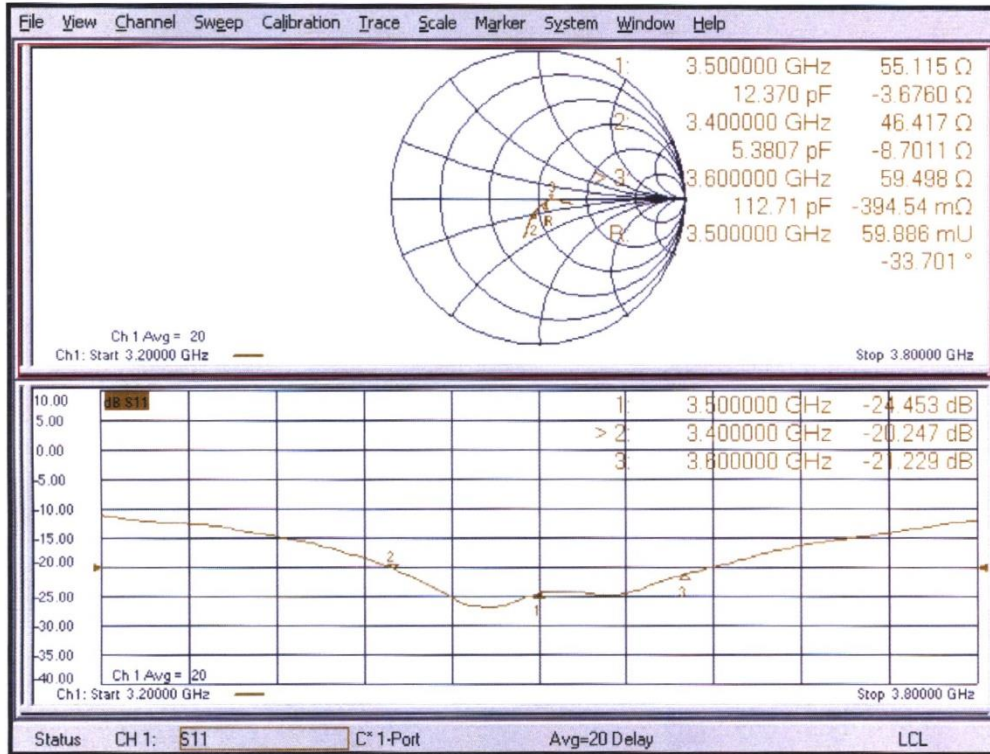 File View Channel Sweep Calibration Trace Scale Marker System Window Help
1: 3.500000 GHz 55.115 Ω
12.370 pF -3.6760 Ω
2: 3.400000 GHz 46.417 Ω
5.3807 pF -8.7011 Ω
> 3: 3.600000 GHz 59.498 Ω
112.71 pF -394.54 mΩ
R: 3.500000 GHz 59.886 mU
-33.701 °
3
2 R
Ch 1 Avg = 20
Ch1: Start 3.20000 GHz Stop 3.80000 GHz
10.00 dB S11 1: 3.500000 GHz -24.453 dB
5.00 > 2: 3.400000 GHz -20.247 dB
0.00 3: 3.600000 GHz -21.229 dB
-5.00
-10.00
-15.00
-20.00 2
-25.00 1 3
-30.00
-35.00
-40.00 Ch 1 Avg = 20
Ch1: Start 3.20000 GHz Stop 3.80000 GHz
Status CH 1: S11 C* 1-Port Avg=20 Delay LCL